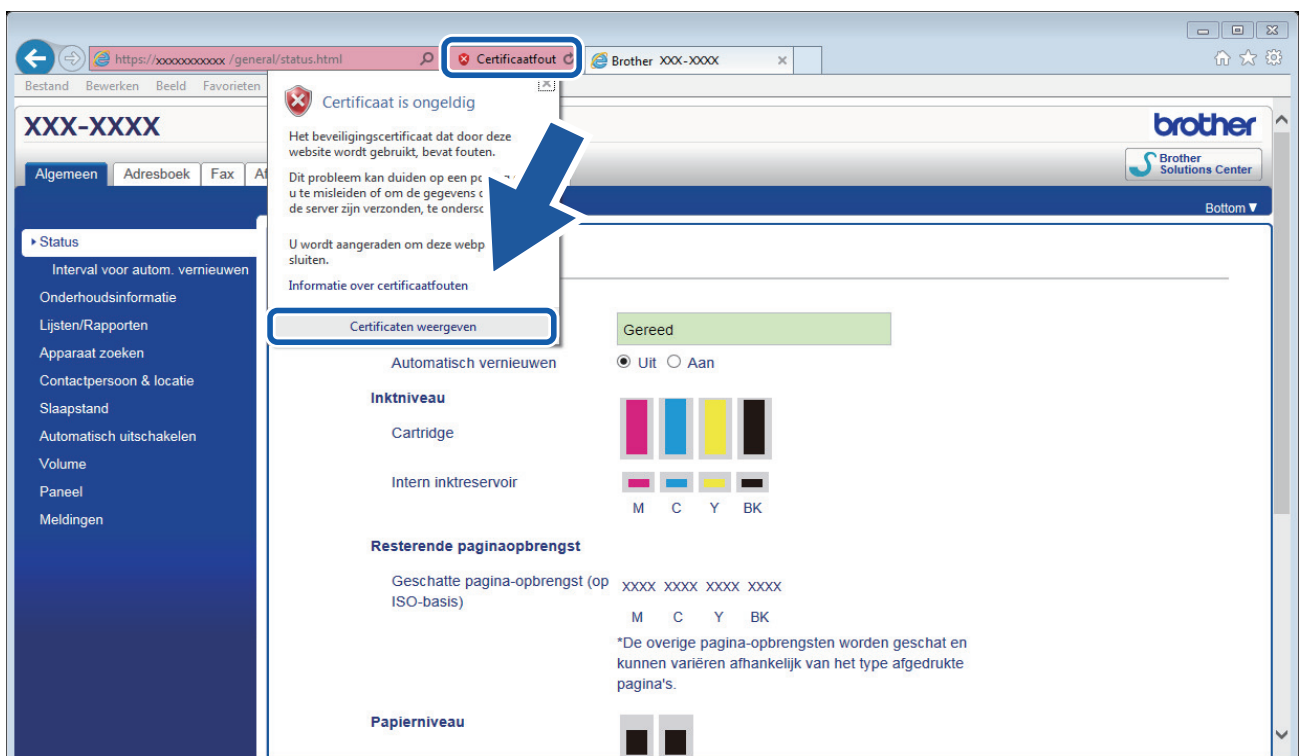 https://xxxxxxxxxxx /general/status.html
Certificaatfout
Brother XXX-XXXX
Bestand Bewerken Beeld Favorieten
Certificaat is ongeldig
Het beveiligingscertificaat dat door deze
website wordt gebruikt, bevat fouten.
Dit probleem kan duiden op een
u te misleiden of om de gegevens
de server zijn verzonden, te
U wordt aangeraden om deze
sluiten.
Informatie over certificaatfouten
Certificaten weergeven
XXX-XXXX
brother
Algemeen Adresboek Fax
Brother
Solutions Center
Bottom▼
Status
Interval voor autom. vernieuwen
Onderhoudsinformatie
Lijsten/Rapporten
Apparaat zoeken
Contactpersoon & locatie
Slaapstand
Automatisch uitschakelen
Volume
Paneel
Meldingen
Gereed
Automatisch vernieuwen Uit Aan
Inktniveau
Cartridge
Intern inktreservoir
M C Y BK
Resterende paginaopbrengst
Geschatte pagina-opbrengst (op
ISO-basis)
XXXX XXXX XXXX XXXX
M C Y BK
*De overige pagina-opbrengsten worden geschat en
kunnen variëren afhankelijk van het type afgedrukte
pagina's.
Papierniveau